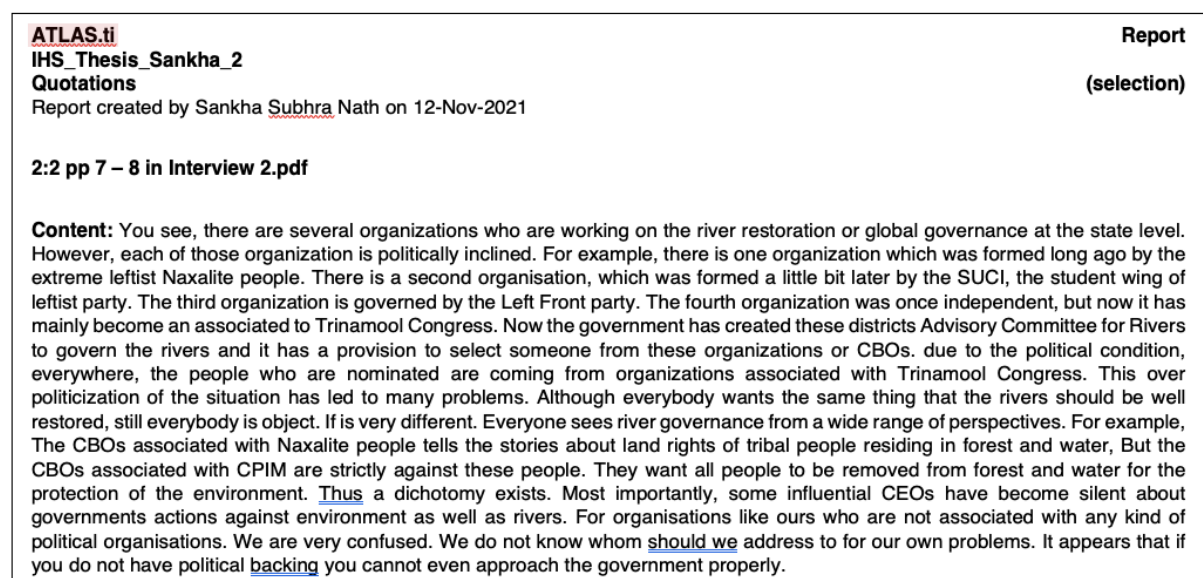 ATLAS.ti Report
IHS_Thesis_Sankha_2
Quotations (selection)
Report created by Sankha Subhra Nath on 12-Nov-2021
2:2 pp 7 – 8 in Interview 2.pdf
Content: You see, there are several organizations who are working on the river restoration or global governance at the state level.
However, each of those organization is politically inclined. For example, there is one organization which was formed long ago by the
extreme leftist Naxalite people. There is a second organisation, which was formed a little bit later by the SUCI, the student wing of
leftist party. The third organization is governed by the Left Front party. The fourth organization was once independent, but now it has
mainly become an associated to Trinamool Congress. Now the government has created these districts Advisory Committee for Rivers
to govern the rivers and it has a provision to select someone from these organizations or CBOs. due to the political condition,
everywhere, the people who are nominated are coming from organizations associated with Trinamool Congress. This over
politicization of the situation has led to many problems. Although everybody wants the same thing that the rivers should be well
restored, still everybody is object. If is very different. Everyone sees river governance from a wide range of perspectives. For example,
The CBOs associated with Naxalite people tells the stories about land rights of tribal people residing in forest and water, But the
CBOs associated with CPIM are strictly against these people. They want all people to be removed from forest and water for the
protection of the environment. Thus a dichotomy exists. Most importantly, some influential CEOs have become silent about
governments actions against environment as well as rivers. For organisations like ours who are not associated with any kind of
political organisations. We are very confused. We do not know whom should we address to for our own problems. It appears that if
you do not have political backing you cannot even approach the government properly.